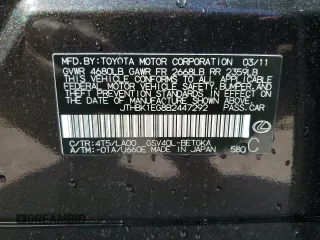 MFD.BY:TOYOTA MOTOR CORPORATION 03/11
GVWR 4680LB GAWR FR 2668LB RR 2359LB
THIS VEHICLE CONFORMS TO ALL APPLICABLE
FEDERAL MOTOR VEHICLE SAFETY, BUMPER, AND
THEFT PREVENTION STANDARDS IN EFFECT ON
THE DATE OF MANUFACTURE SHOWN ABOVE.
JTHBK1EG8B2447292 PASS.CAR
C/TR:4T5/LA00 GSV40L-BETGKA
A/TM:-01A/U660E MADE IN JAPAN 580 C